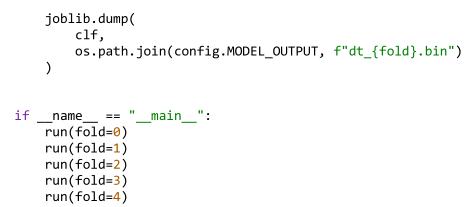 joblib.dump(
        clf,
        os.path.join(config.MODEL_OUTPUT, f"dt_{fold}.bin")
    )
if __name__ == "__main__":
    run(fold=0)
    run(fold=1)
    run(fold=2)
    run(fold=3)
    run(fold=4)